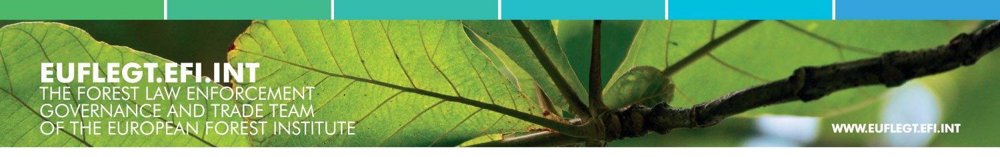 EUFLEGT.EFI.INT
THE FOREST LAW ENFORCEMENT
GOVERNANCE AND TRADE TEAM
OF THE EUROPEAN FOREST INSTITUTE
WWW.EUFLEGT.EFI.INT